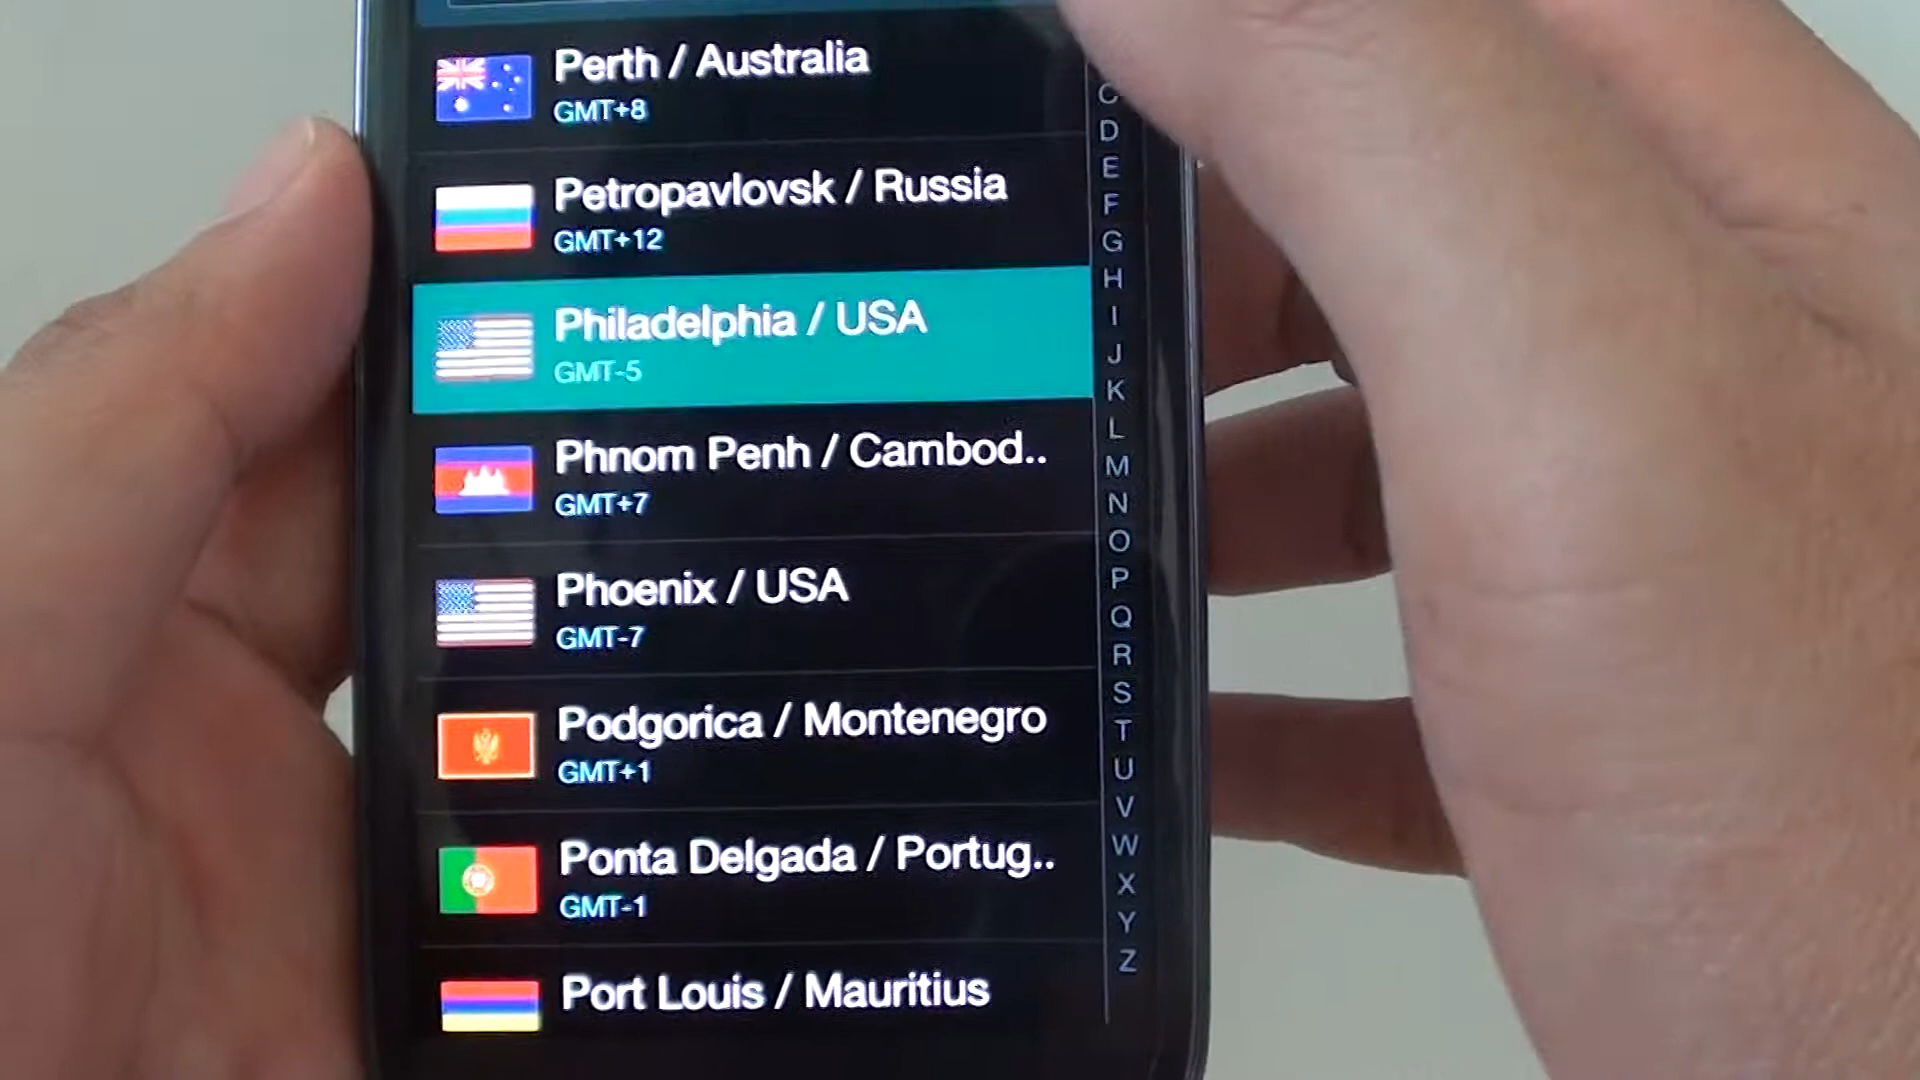 Perth / Australia
GMT+8
Petropavlovsk / Russia
GMT+12
Philadelphia / USA
GMT-5
Phnom Penh / Cambod..
GMT+7
Phoenix / USA
GMT-7
Podgorica / Montenegro
GMT+1
Ponta Delgada / Portug..
GMT-1
Port Louis / Mauritius
C
D
E
F
G
H
I
J
K
L
M
N
O
P
Q
R
S
T
U
V
W
X
Y
Z